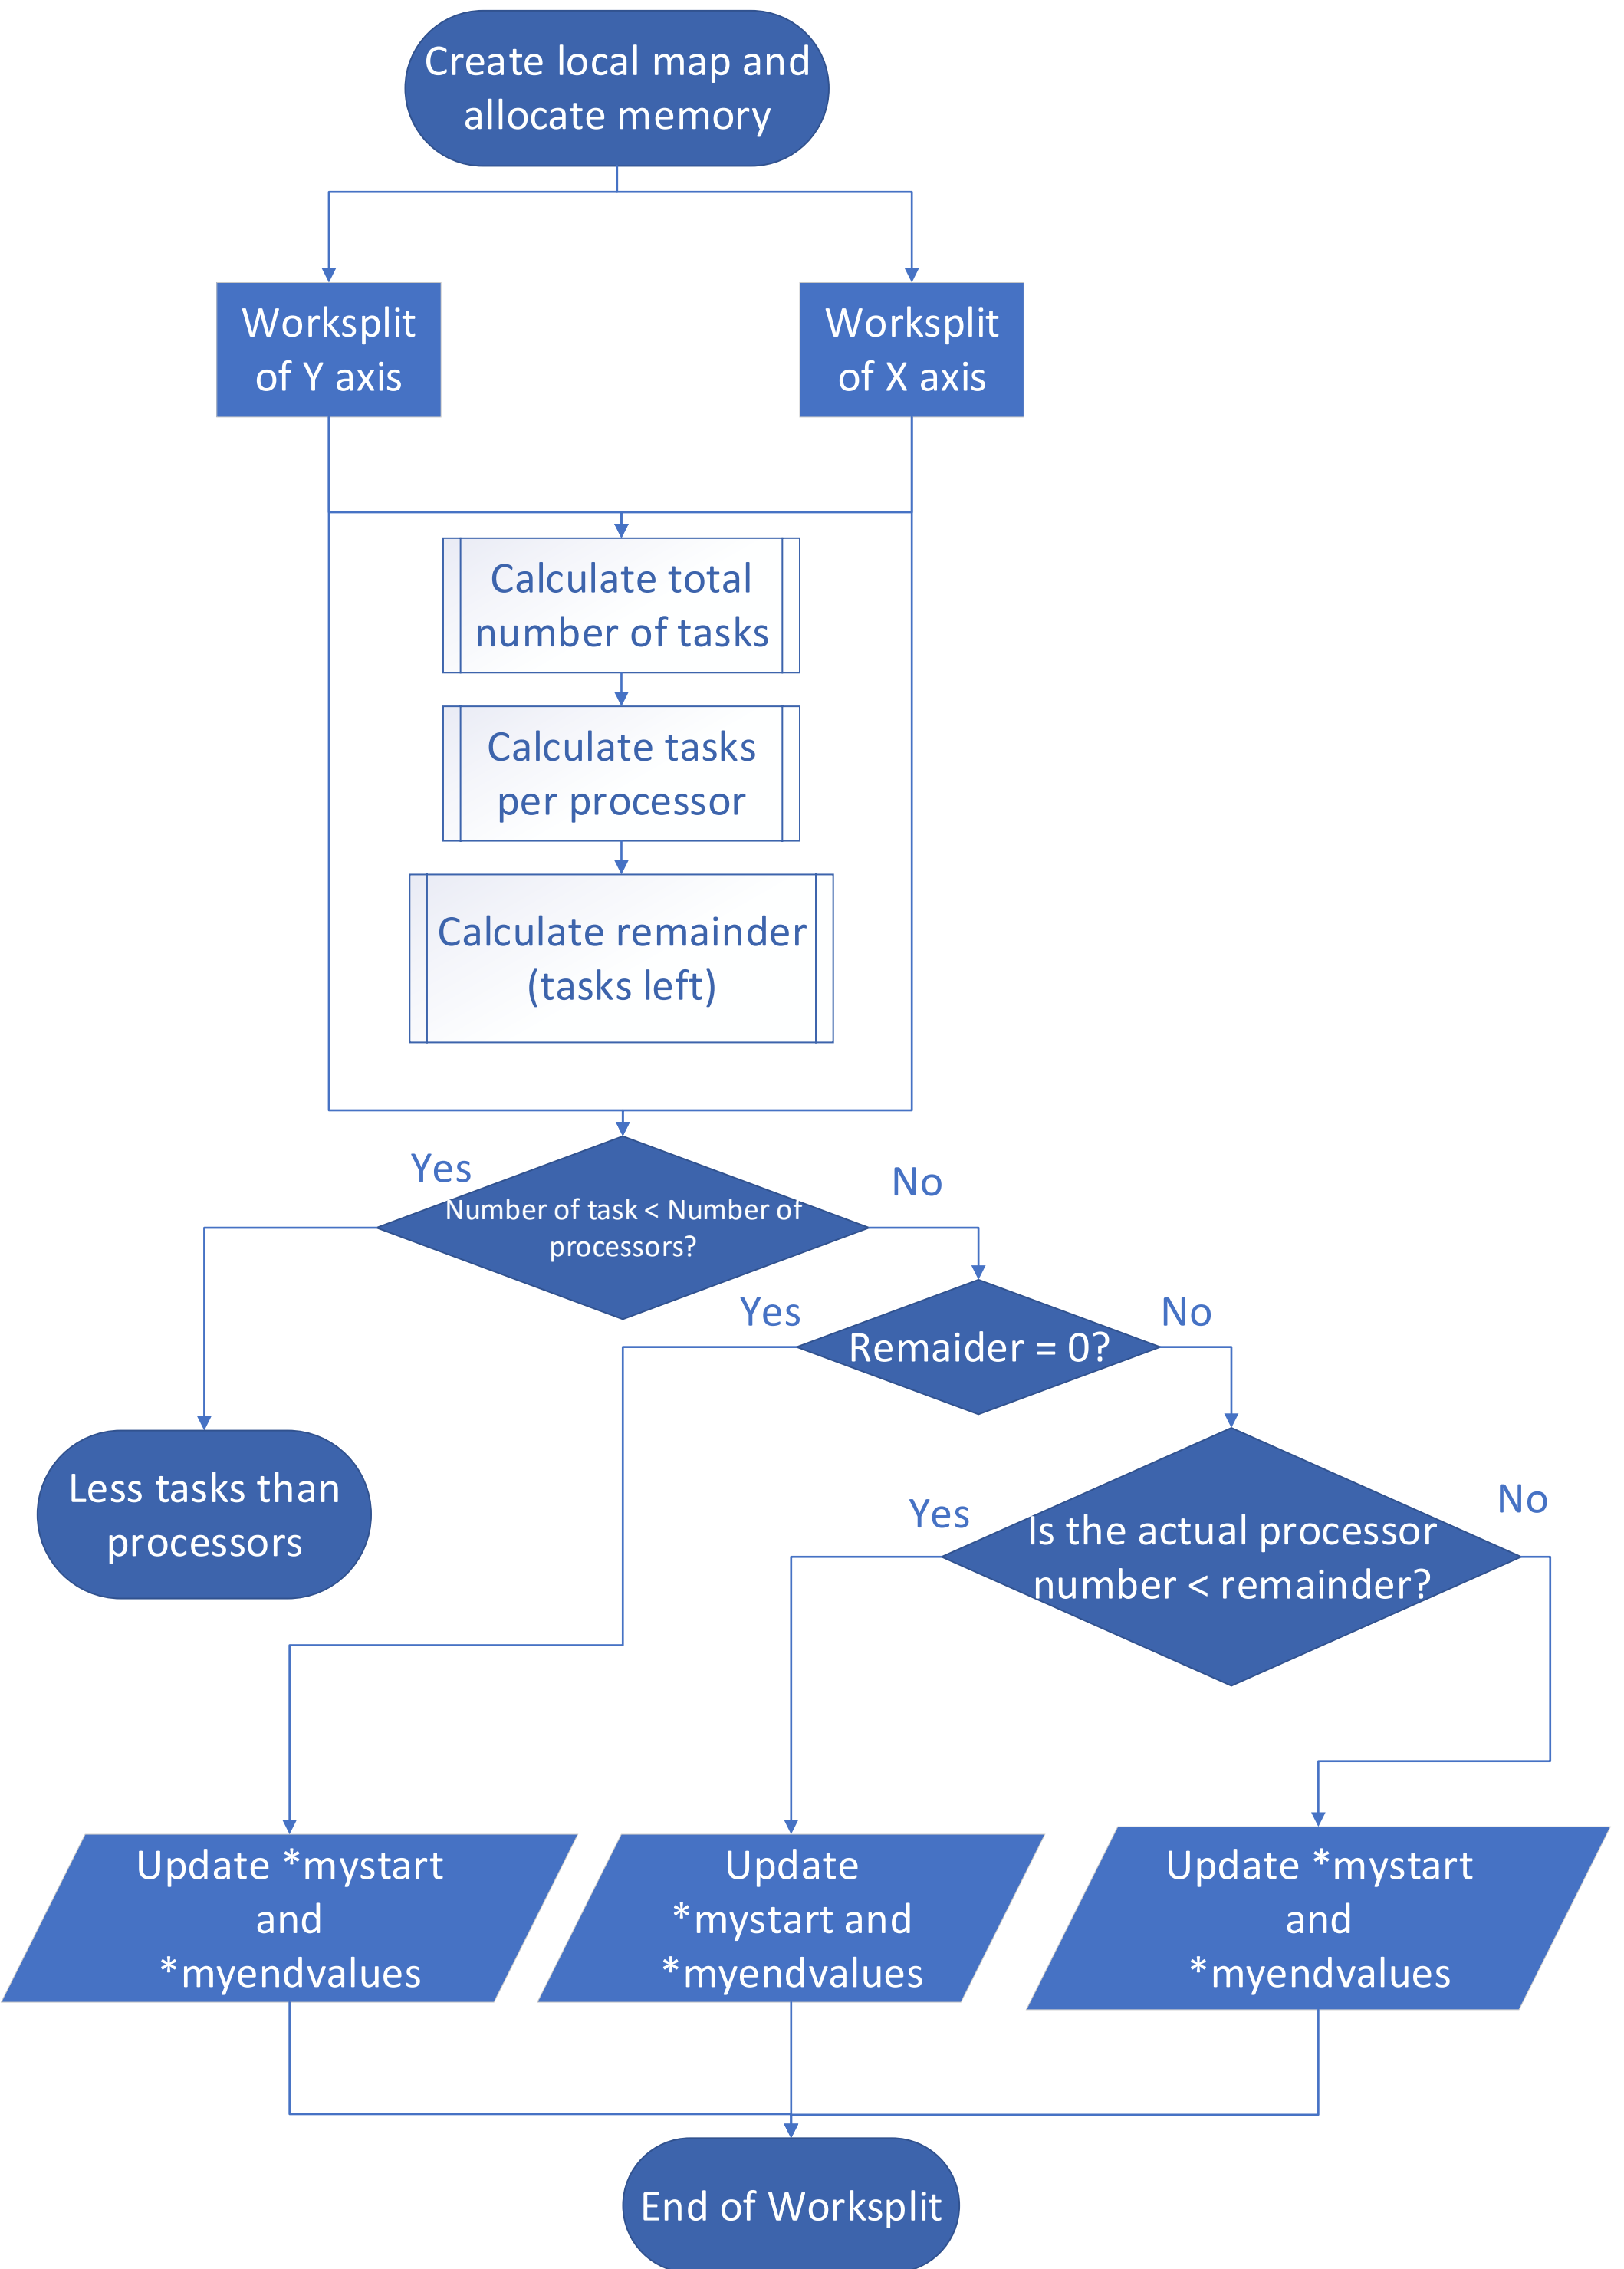 Create local map and
allocate memory
Worksplit
of Y axis
Worksplit
of X axis
Calculate total
number of tasks
Calculate tasks
per processor
Calculate remainder
(tasks left)
Yes
No
Number of task < Number of
processors?
Yes
No
Remaider = 0?
Less tasks than
processors
Yes
No
Is the actual processor
number < remainder?
Update *mystart
and
*myendvalues
Update
*mystart and
*myendvalues
Update *mystart
and
*myendvalues
End of Worksplit